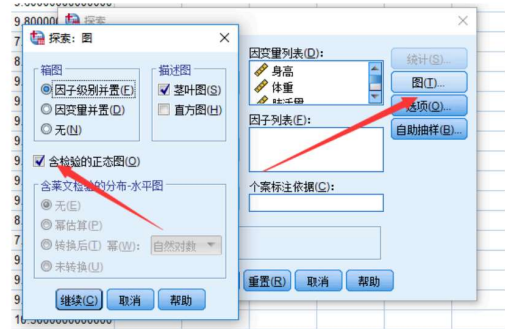 9.8000
探索
探索: 图
箱图
因子级别并置(F)
因变量并置(D)
无(N)
描述图
茎叶图(S)
直方图(H)
含检验的正态图(O)
含莱文检验的分布-水平图
无(E)
幂估算(P)
转换后(T) 幂(W): 自然对数
未转换(U)
继续(C) 取消 帮助
因变量列表(D):
身高
体重
肺活量
因子列表(F):
个案标注依据(C):
统计(S)...
图(T)...
选项(O)...
自助抽样(B)...
重置(R) 取消 帮助